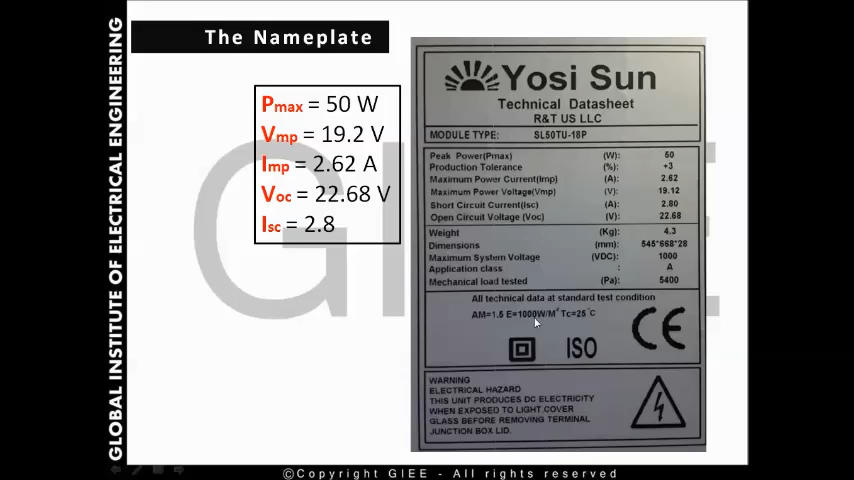 The Nameplate
GLOBAL INSTITUTE OF ELECTRICAL ENGINEERING
GIEE
Pmax = 50 W
Vmp = 19.2 V
Imp = 2.62 A
Voc = 22.68 V
Isc = 2.8
Yosi Sun
Technical Datasheet
R&T US LLC
MODULE TYPE: SL50TU-18P
Peak Power(Pmax) (W): 50
Production Tolerance (%): +3
Maximum Power Current(Imp) (A): 2.62
Maximum Power Voltage(Vmp) (V): 19.12
Short Circuit Current(Isc) (A): 2.80
Open Circuit Voltage (Voc) (V): 22.68
Weight (Kg): 4.3
Dimensions (mm): 545*668*28
Maximum System Voltage (VDC): 1000
Application class : A
Mechanical load tested (Pa): 5400
All technical data at standard test condition
AM=1.5 E=1000W/M² Tc=25°C
CE
ISO
WARNING
ELECTRICAL HAZARD
THIS UNIT PRODUCES DC ELECTRICITY
WHEN EXPOSED TO LIGHT.COVER
GLASS BEFORE REMOVING TERMINAL
JUNCTION BOX LID.
©Copyright GIEE - All rights reserved